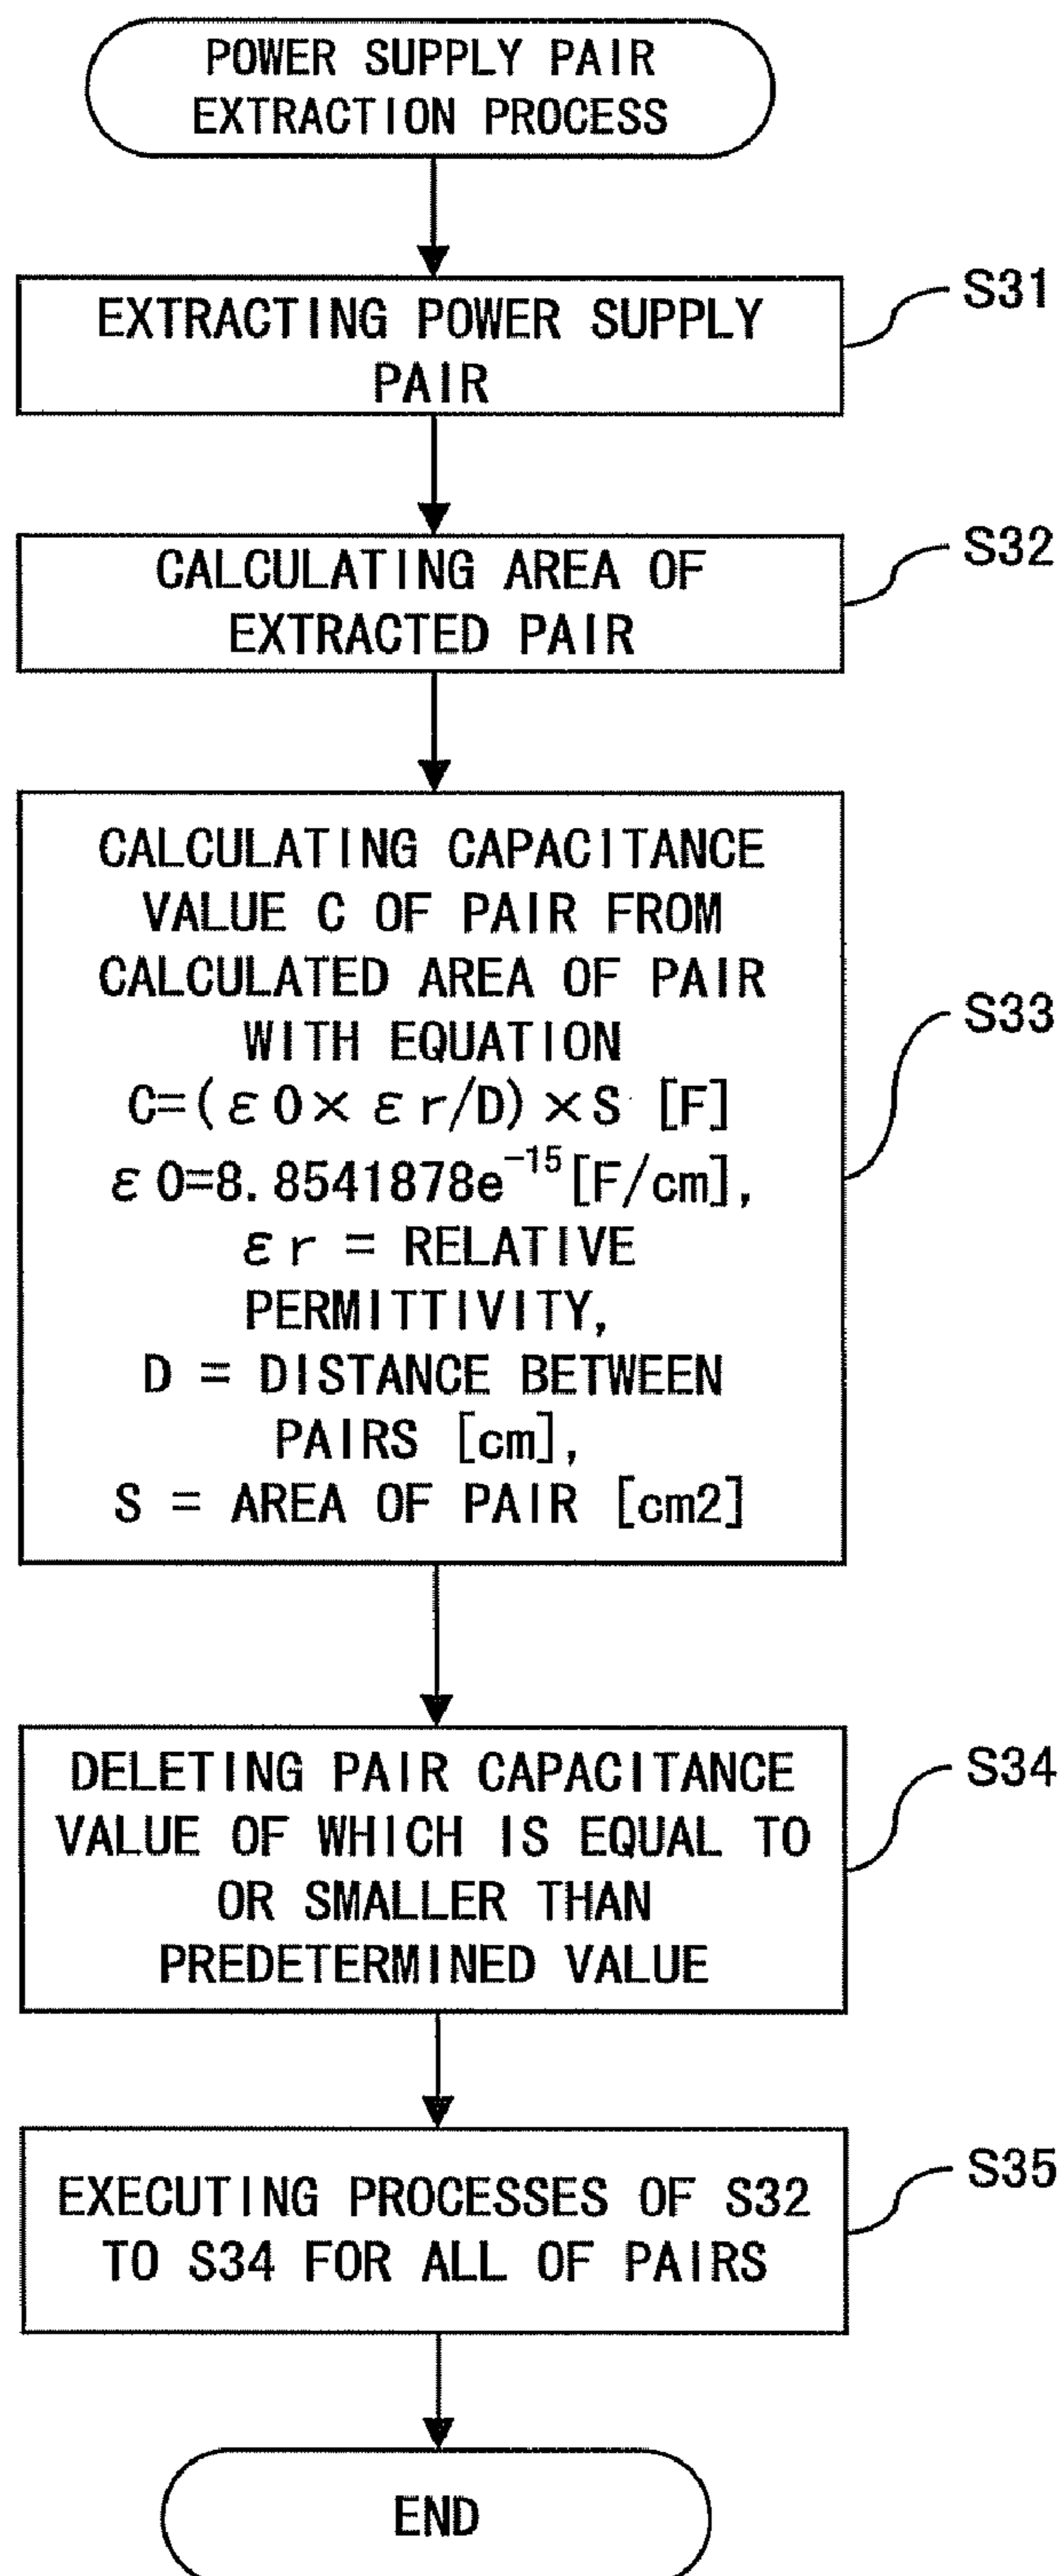 POWER SUPPLY PAIR
EXTRACTION PROCESS
EXTRACTING POWER SUPPLY
PAIR
S31
CALCULATING AREA OF
EXTRACTED PAIR
S32
CALCULATING CAPACITANCE
VALUE C OF PAIR FROM
CALCULATED AREA OF PAIR
WITH EQUATION
C=(ε0×εr/D)×S [F]
ε0=8.8541878e⁻¹⁵[F/cm],
εr = RELATIVE
PERMITTIVITY,
D = DISTANCE BETWEEN
PAIRS [cm],
S = AREA OF PAIR [cm2]
S33
DELETING PAIR CAPACITANCE
VALUE OF WHICH IS EQUAL TO
OR SMALLER THAN
PREDETERMINED VALUE
S34
EXECUTING PROCESSES OF S32
TO S34 FOR ALL OF PAIRS
S35
END